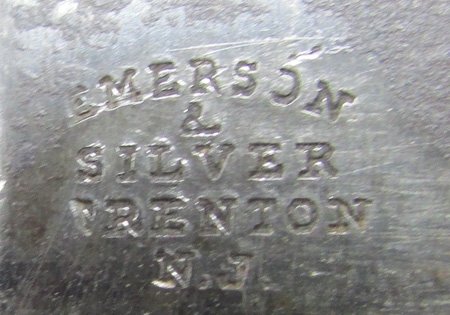 EMERSON
&
SILVER
TRENTON
N.J.